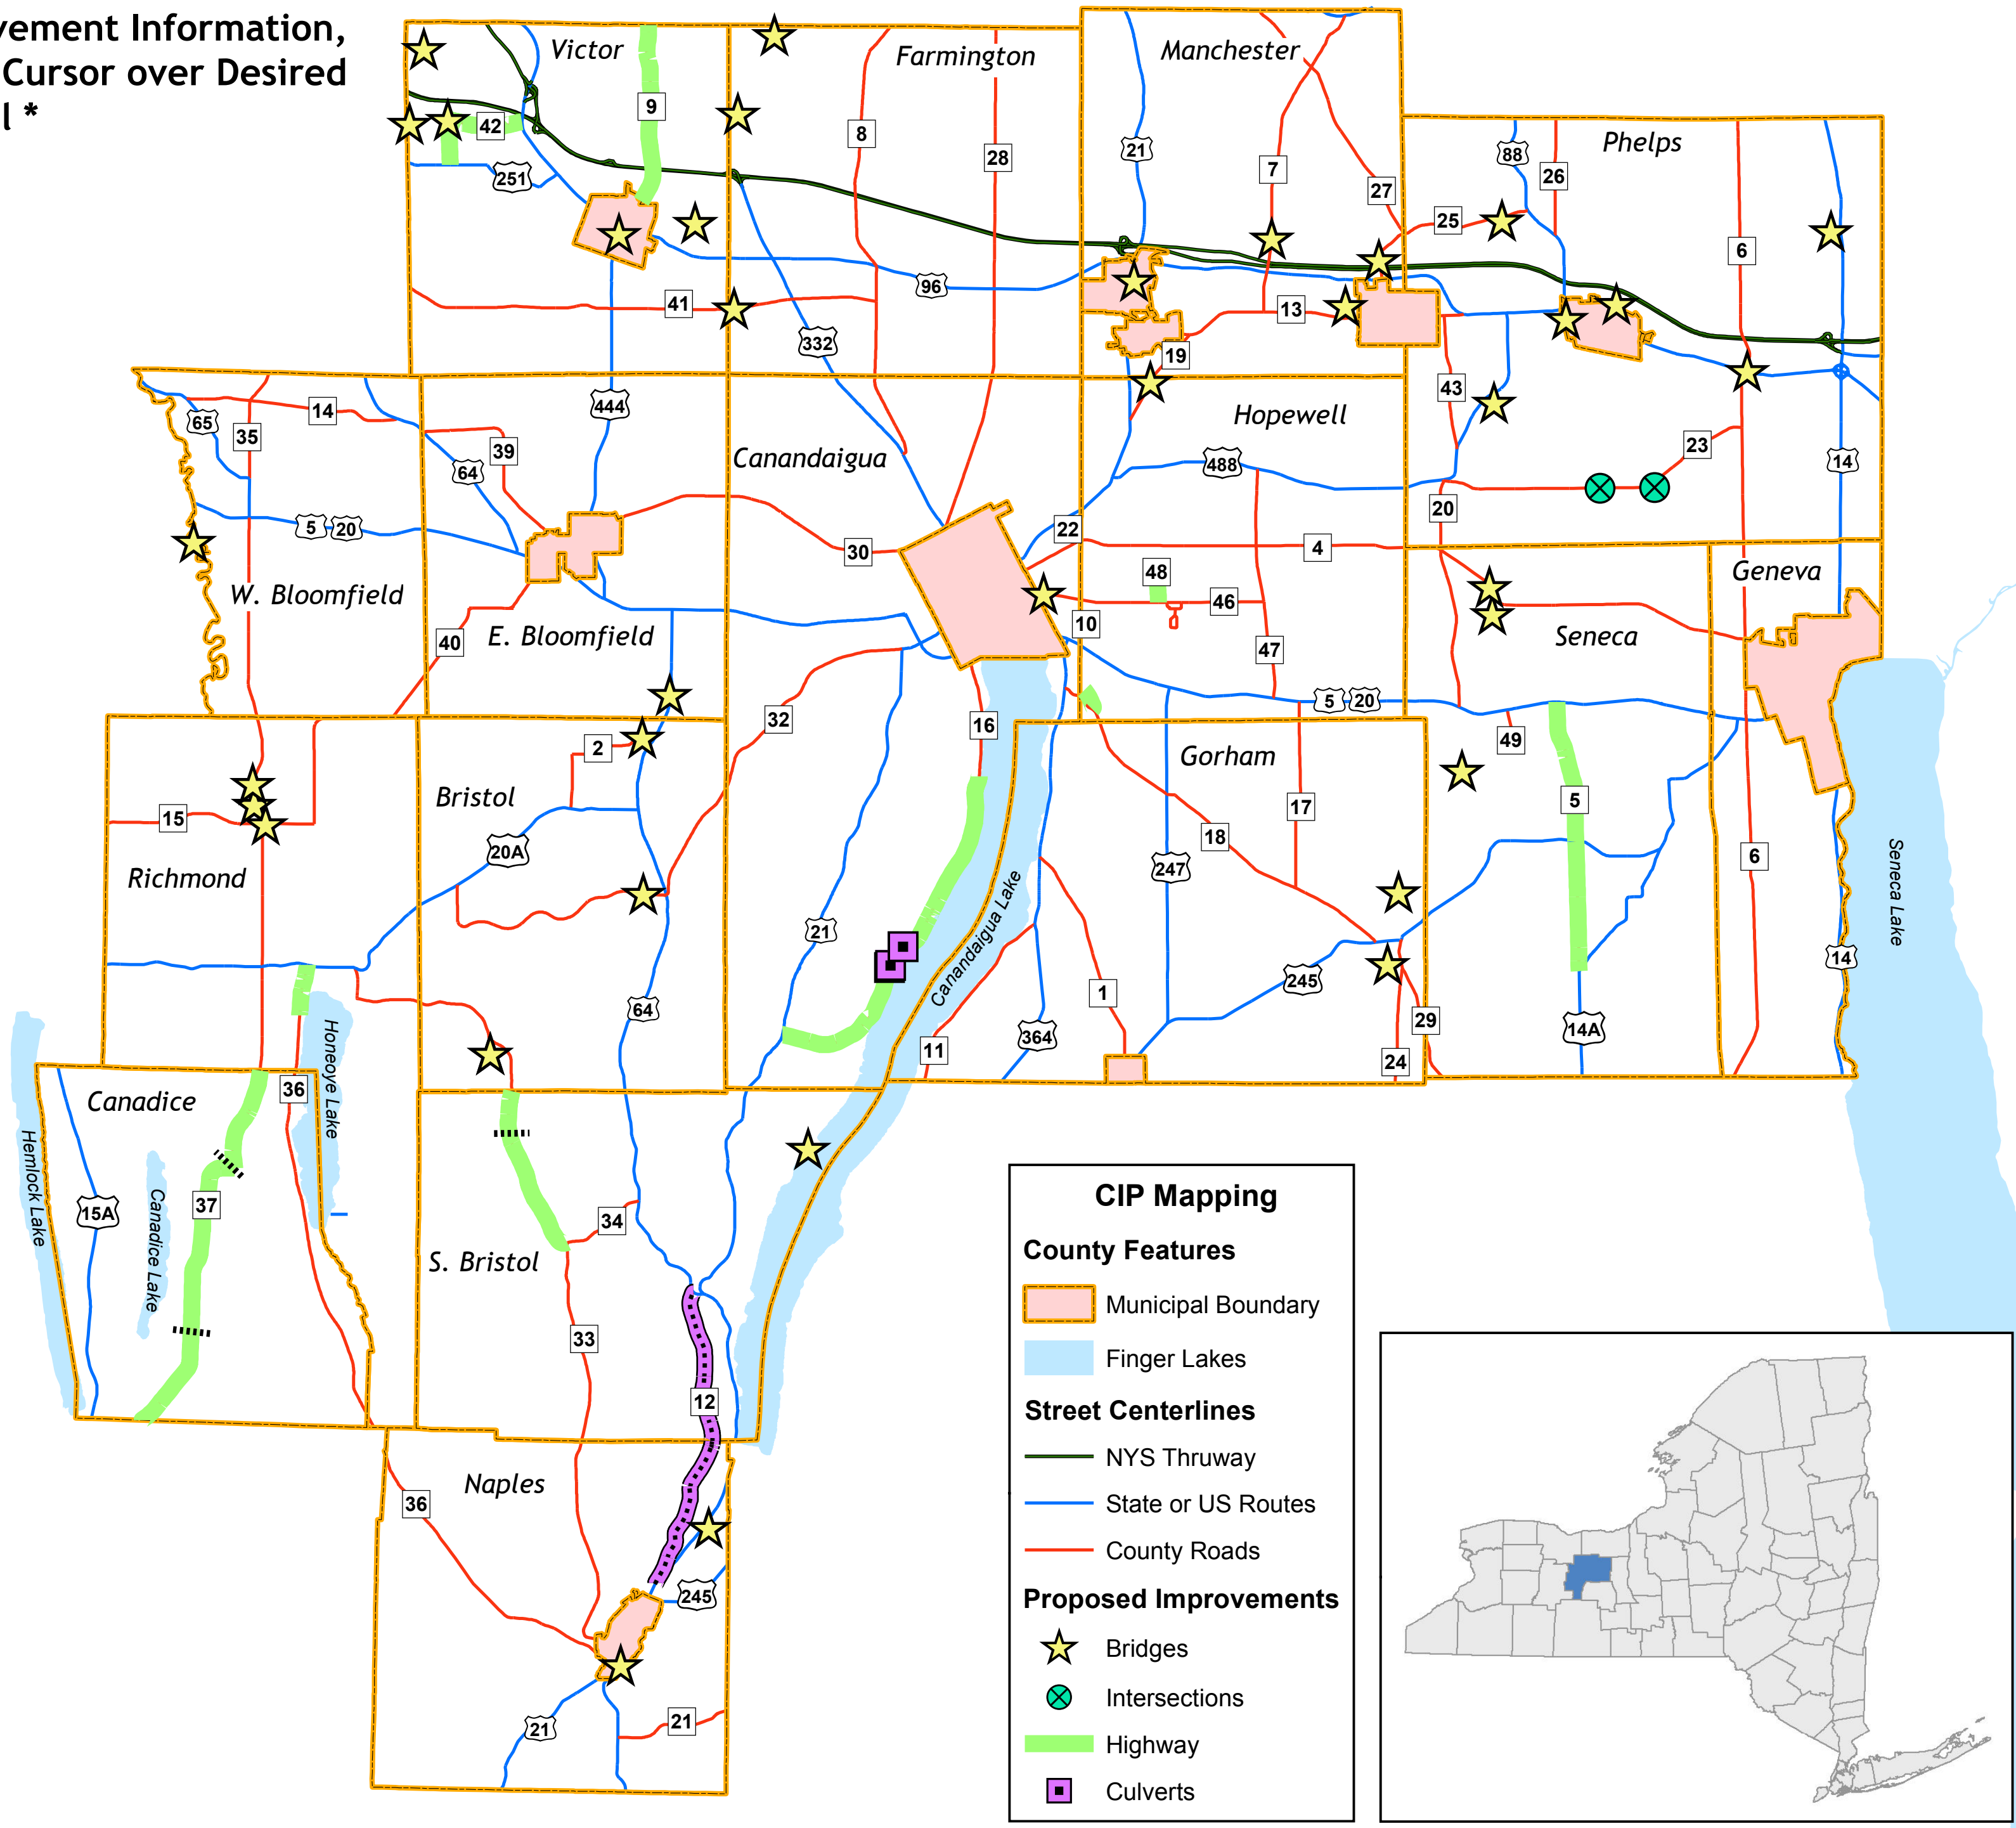 vement Information,
Cursor over Desired
l *
Victor
Farmington
Manchester
Phelps
9
42
251
8
28
21
7
27
88
26
25
6
96
41
332
13
19
43
444
14
65
35
39
64
Canandaigua
Hopewell
488
23
14
5
20
30
22
20
4
W. Bloomfield
E. Bloomfield
40
48
46
10
47
Geneva
Seneca
5
20
49
32
16
2
Bristol
Gorham
15
20A
17
18
5
Richmond
247
6
21
Canandaigua Lake
Seneca Lake
64
245
1
14
29
14A
364
11
24
Honeoye Lake
Canadice
36
Hemlock Lake
15A
Canadice Lake
37
34
S. Bristol
33
12
Naples
36
245
21
21
CIP Mapping
County Features
Municipal Boundary
Finger Lakes
Street Centerlines
NYS Thruway
State or US Routes
County Roads
Proposed Improvements
Bridges
Intersections
Highway
Culverts